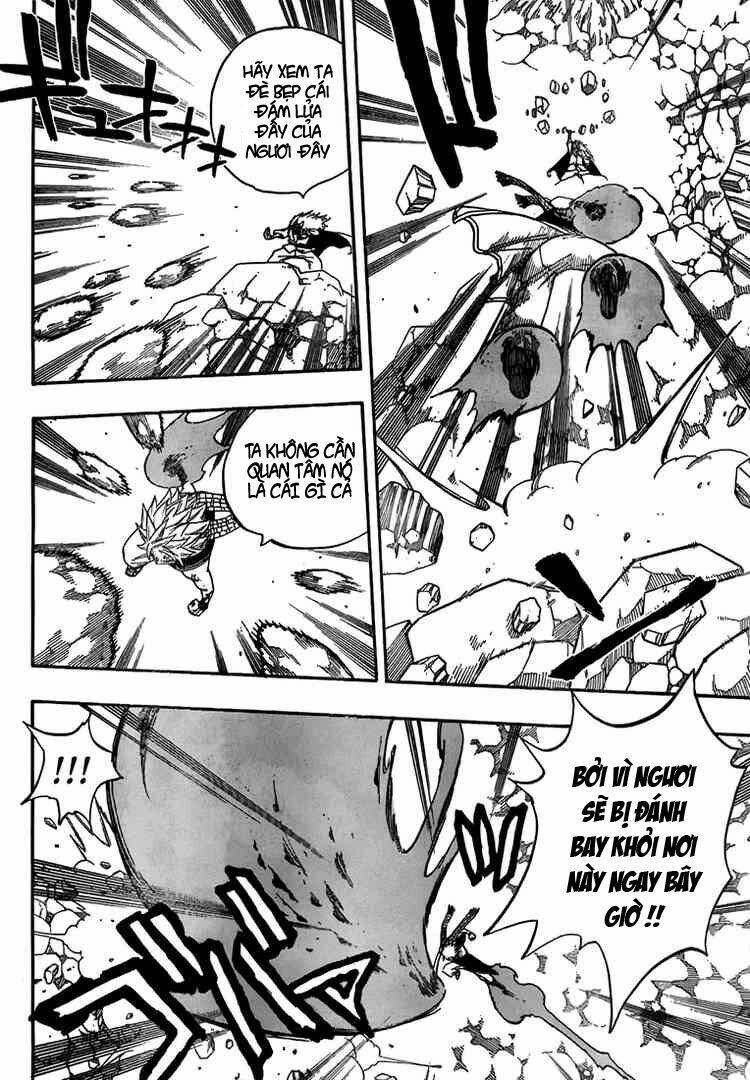 HÃY XEM TA
ĐÈ BẸP CÁI
ĐÁM LỬA
ĐẤY CỦA
NGƯƠI ĐÂY
TA KHÔNG CẦN
QUAN TÂM NÓ
LÀ CÁI GÌ CẢ
BỞI VÌ NGƯƠI
SẼ BỊ ĐÁNH
BAY KHỎI NƠI
NÀY NGAY BÂY
GIỜ !!
!!!